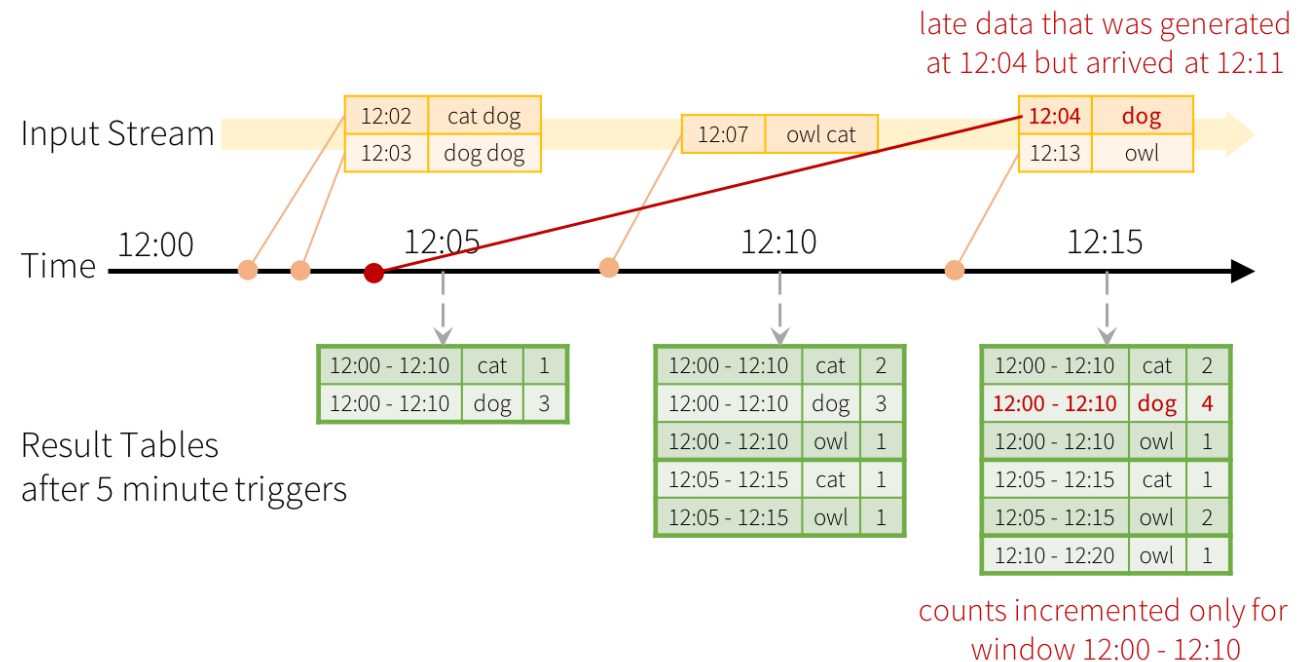 late data that was generated
at 12:04 but arrived at 12:11
Input Stream
12:02 cat dog
12:03 dog dog
12:07 owl cat
12:04 dog
12:13 owl
Time
12:00
12:05
12:10
12:15
12:00 - 12:10 cat 1
12:00 - 12:10 dog 3
12:00 - 12:10 cat 2
12:00 - 12:10 dog 3
12:00 - 12:10 owl 1
12:05 - 12:15 cat 1
12:05 - 12:15 owl 1
12:00 - 12:10 cat 2
12:00 - 12:10 dog 4
12:00 - 12:10 owl 1
12:05 - 12:15 cat 1
12:05 - 12:15 owl 2
12:10 - 12:20 owl 1
Result Tables
after 5 minute triggers
counts incremented only for
window 12:00 - 12:10